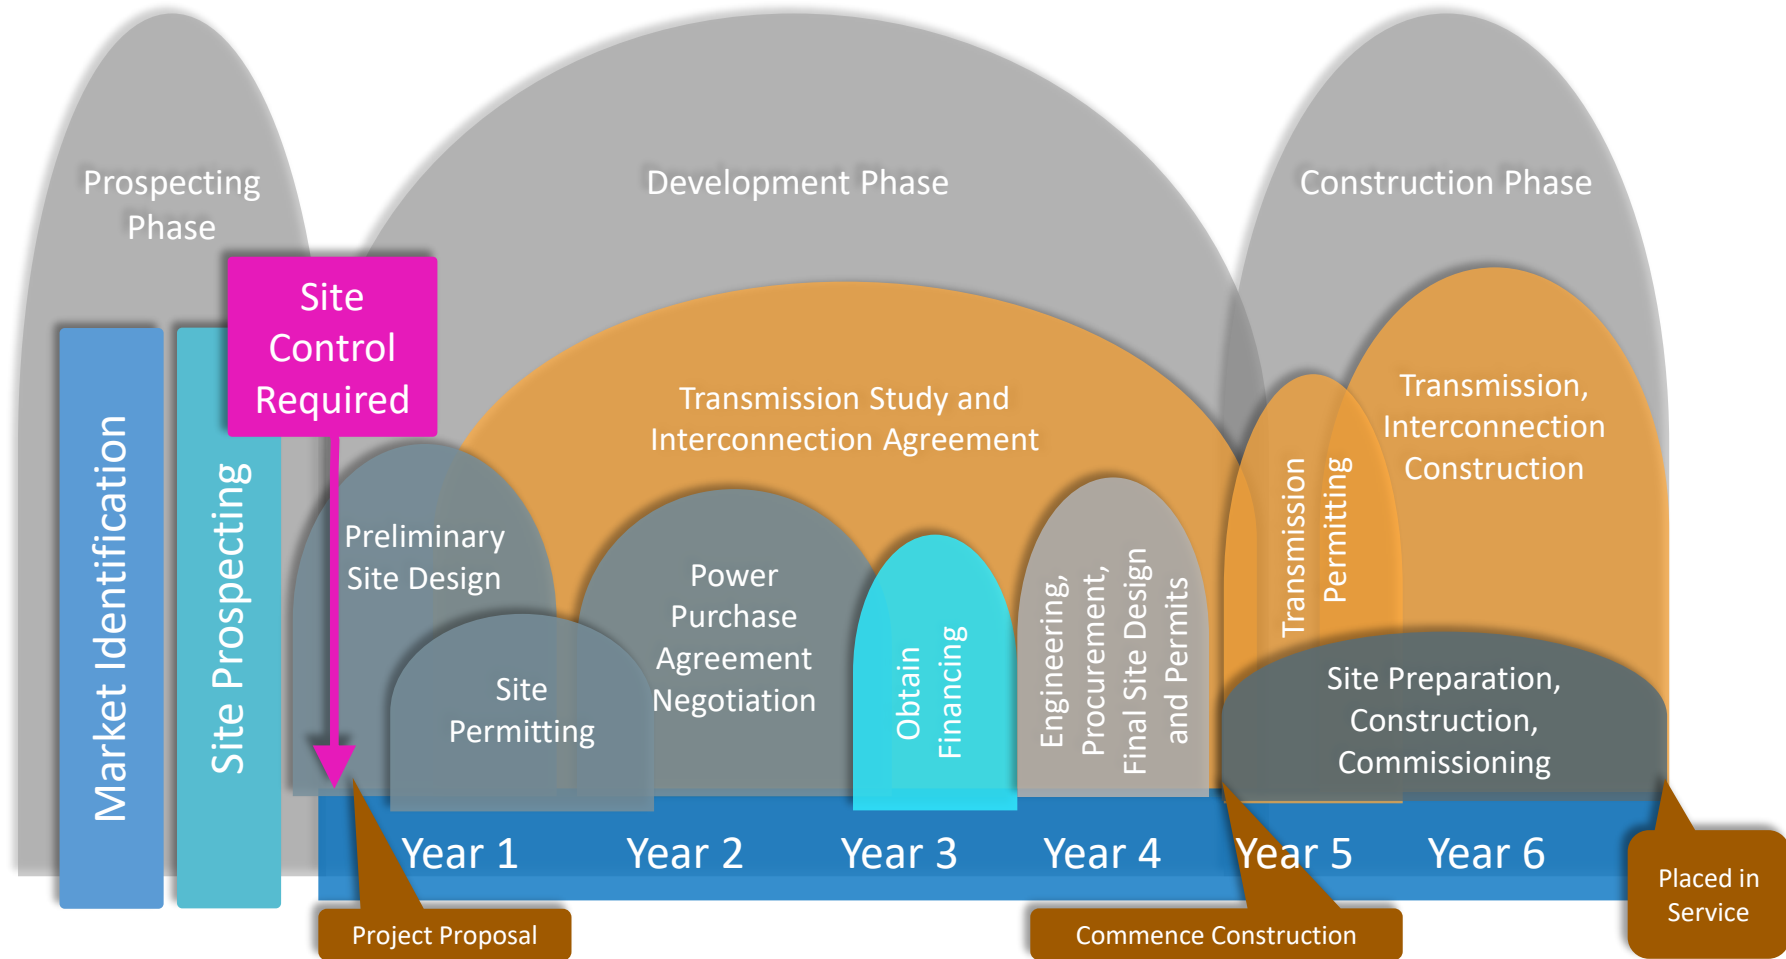 Prospecting
Phase
Development Phase
Construction Phase
Site
Control
Required
Market Identification
Site Prospecting
Preliminary
Site Design
Site
Permitting
Transmission Study and
Interconnection Agreement
Power
Purchase
Agreement
Negotiation
Obtain
Financing
Engineering,
Procurement,
Final Site Design
and Permits
Transmission
Permitting
Transmission,
Interconnection
Construction
Site Preparation,
Construction,
Commissioning
Year 1
Year 2
Year 3
Year 4
Year 5
Year 6
Project Proposal
Commence Construction
Placed in
Service